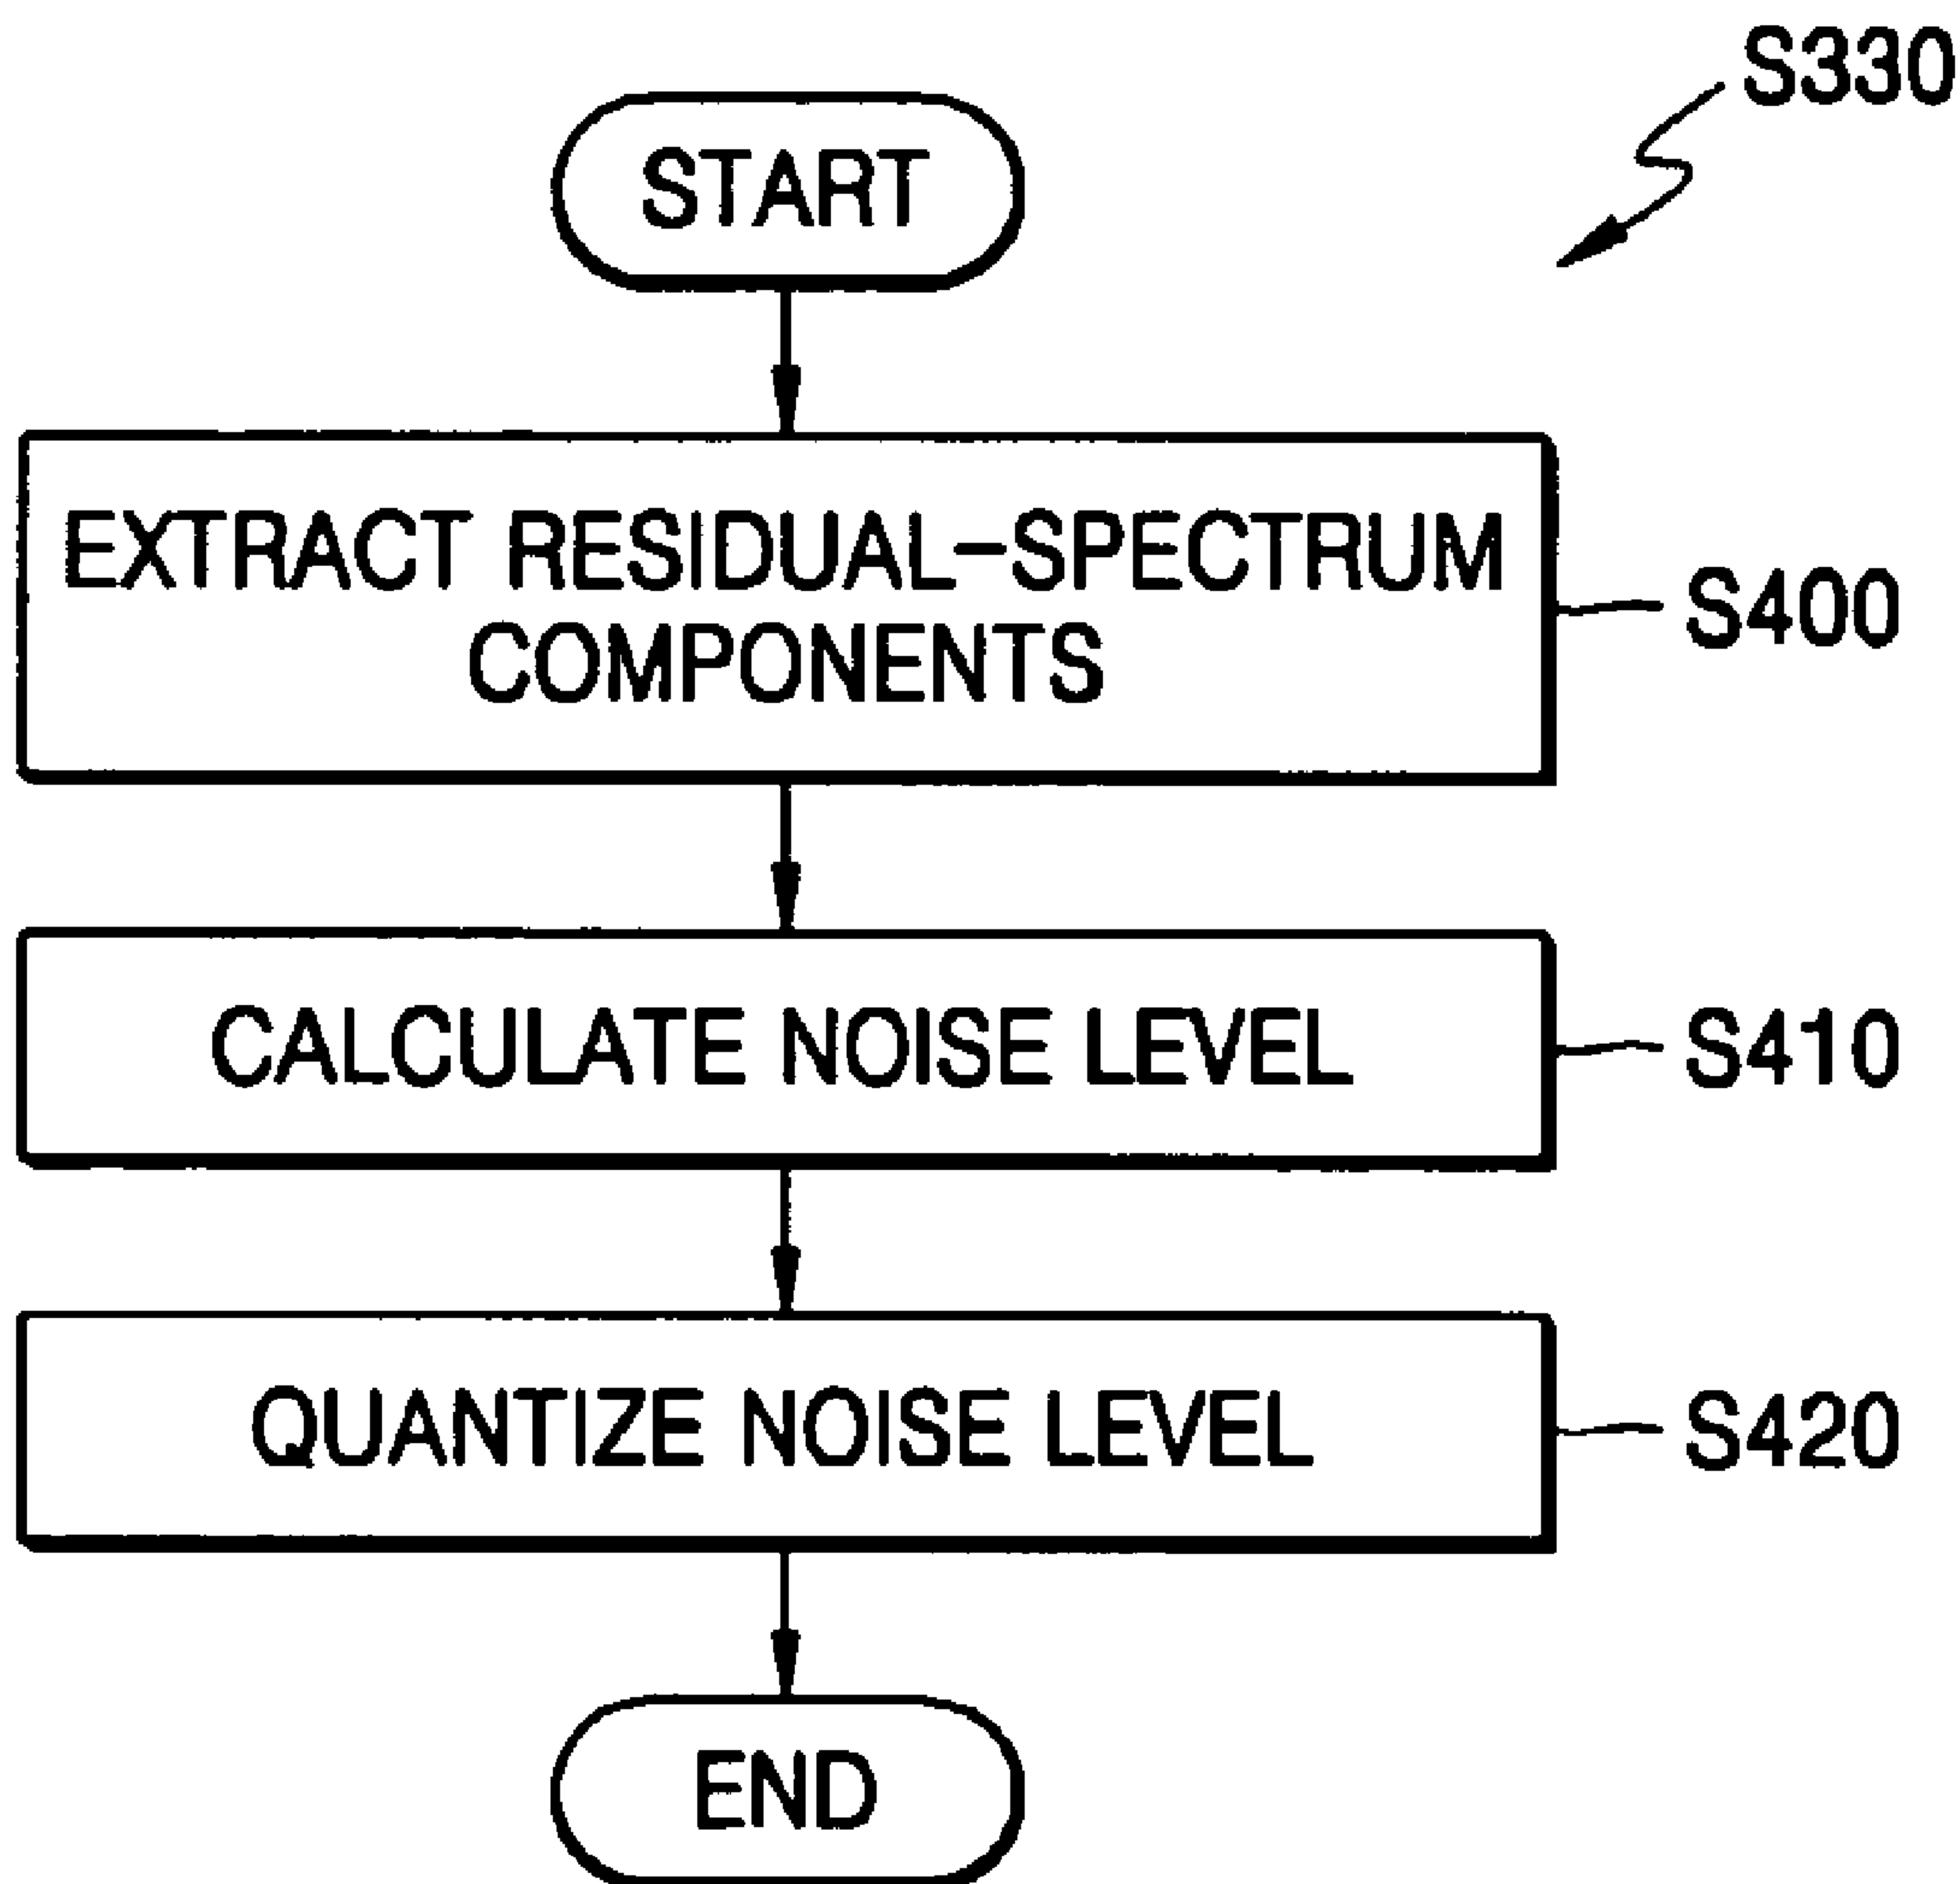 S330
START
EXTRACT RESIDUAL-SPECTRUM
COMPONENTS
S400
CALCULATE NOISE LEVEL
S410
QUANTIZE NOISE LEVEL
S420
END